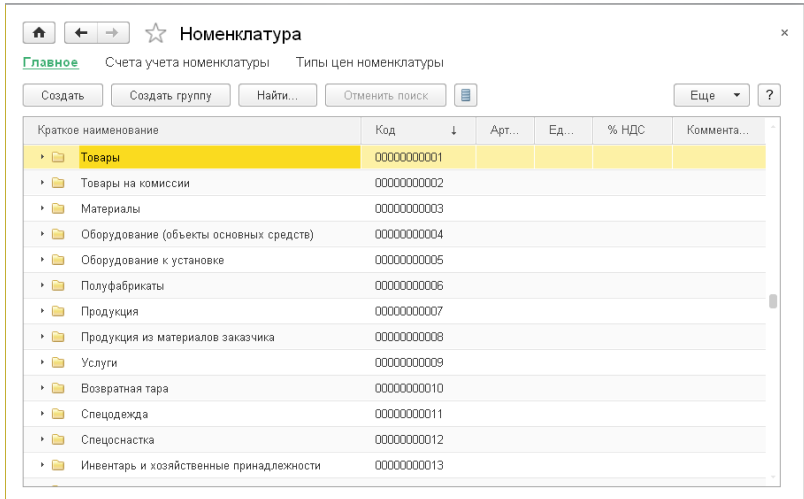 Номенклатура
Главное Счета учета номенклатуры Типы цен номенклатуры
Создать Создать группу Найти... Отменить поиск Еще ?
Краткое наименование Код ↓ Арт... Ед... % НДС Коммента...
Товары 00000000001
Товары на комиссии 00000000002
Материалы 00000000003
Оборудование (объекты основных средств) 00000000004
Оборудование к установке 00000000005
Полуфабрикаты 00000000006
Продукция 00000000007
Продукция из материалов заказчика 00000000008
Услуги 00000000009
Возвратная тара 00000000010
Спецодежда 00000000011
Спецоснастка 00000000012
Инвентарь и хозяйственные принадлежности 00000000013